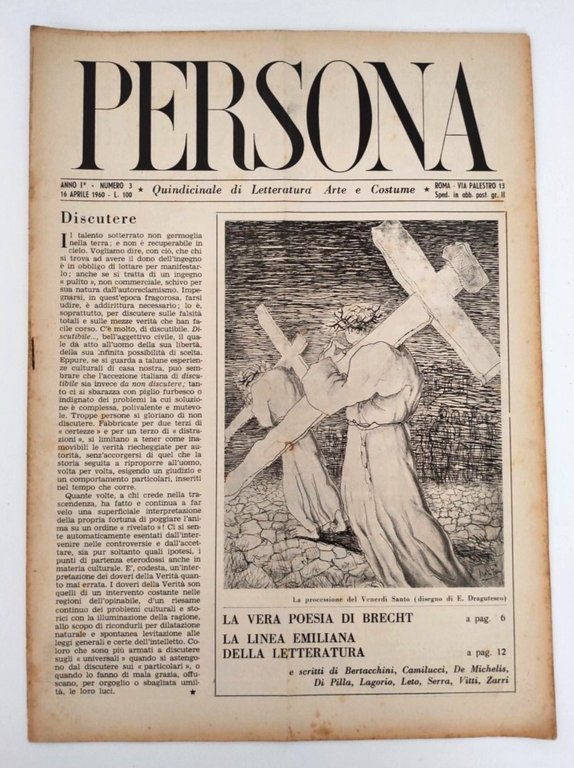 PERSONA
ANNO Iº - NUMERO 3
16 APRILE 1960 - L. 100
★ Quindicinale di Letteratura Arte e Costume ★
ROMA - VIA PALESTRO 13
Sped. in abb. post. gr. II
Discutere
Il talento sotterrato non germoglia
nella terra; e non è recuperabile in
cielo. Vogliamo dire, con ciò, che chi
si trova ad avere il dono dell'ingegno
è in obbligo di lottare per manifestar-
lo; anche se si tratta di un ingegno
« pulito », non commerciale, schivo per
sua natura dall'autoreclamismo. Impe-
gnarsi, in quest'epoca fragorosa, farsi
udire, è addirittura necessario; lo è,
soprattutto, per discutere sulle falsità
totali e sulle mezze verità che han fa-
cile corso. C'è molto, di discutibile. Di-
scutibile..., bell'aggettivo civile, il qua-
le dà atto all'uomo della sua libertà,
della sua infinita possibilità di scelta.
Eppure, se si guarda a talune esperien-
ze culturali di casa nostra, può sem-
brare che l'accezione italiana di discu-
tibile sia invece da non discutere; tan-
to ci si sbarazza con piglio furbesco o
indignato dei problemi la cui soluzio-
ne è complessa, polivalente e mutevo-
le. Troppe persone si gloriano di non
discutere. Fabbricate per due terzi di
« certezze » e per un terzo di « distra-
zioni », si limitano a tener come ina-
movibili le verità riecheggiate per au-
torità, senz'accorgersi di quel che la
storia seguita a riproporre all'uomo,
volta per volta, esigendo un giudizio e
un comportamento particolari, inseriti
nel tempo che corre.
Quante volte, a chi crede nella tra-
scendenza, ha fatto e continua a far
velo una superficiale interpretazione
della propria fortuna di poggiare l'ani-
ma su un ordine « rivelato »! Ci si sen-
te automaticamente esentati dall'inter-
venire nelle controversie e dall'accet-
tare, sia pur soltanto quali ipotesi, i
punti di partenza eterodossi anche in
materia culturale. E', codesta, un'inter-
pretazione dei doveri della Verità quan-
to mai errata. I doveri della Verità son
quelli di un intervento costante nelle
regioni dell'opinabile, d'un riesame
continuo dei problemi culturali e sto-
rici con la illuminazione della ragione,
allo scopo di ricondurli per dilatazione
naturale e spontanea levitazione alle
leggi generali e certe dell'intelletto. Co-
loro che sono più armati a discutere
sugli « universali » quando si astengo-
no dal discutere sui « particolari », o
quando lo fanno di mala grazia, offu-
scano, per orgoglio o sbagliata umil-
tà, le loro luci. ★
La processione del Venerdì Santo (disegno di E. Dragutesco)
LA VERA POESIA DI BRECHT a pag. 6
LA LINEA EMILIANA
DELLA LETTERATURA a pag. 12
e scritti di Bertacchini, Camilucci, De Michelis,
Di Pilla, Lagorio, Leto, Serra, Vitti, Zarri